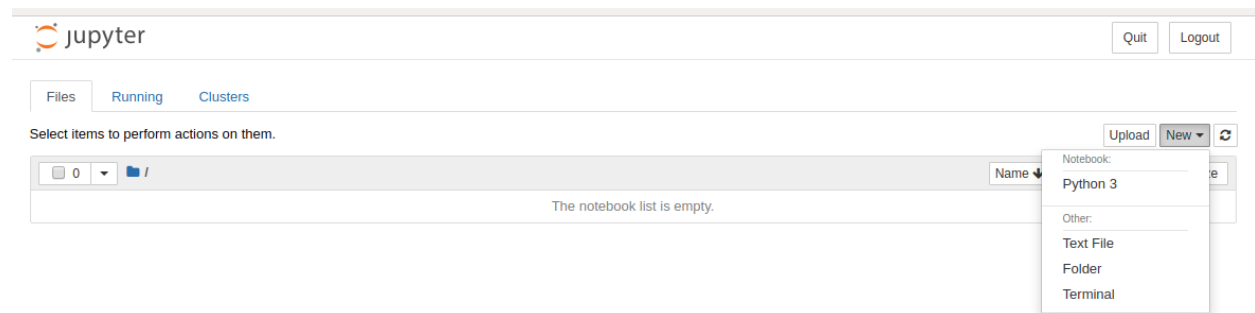 jupyter
Quit Logout
Files Running Clusters
Select items to perform actions on them.
Upload New
Notebook:
0 / Name
Python 3
The notebook list is empty.
Other:
Text File
Folder
Terminal